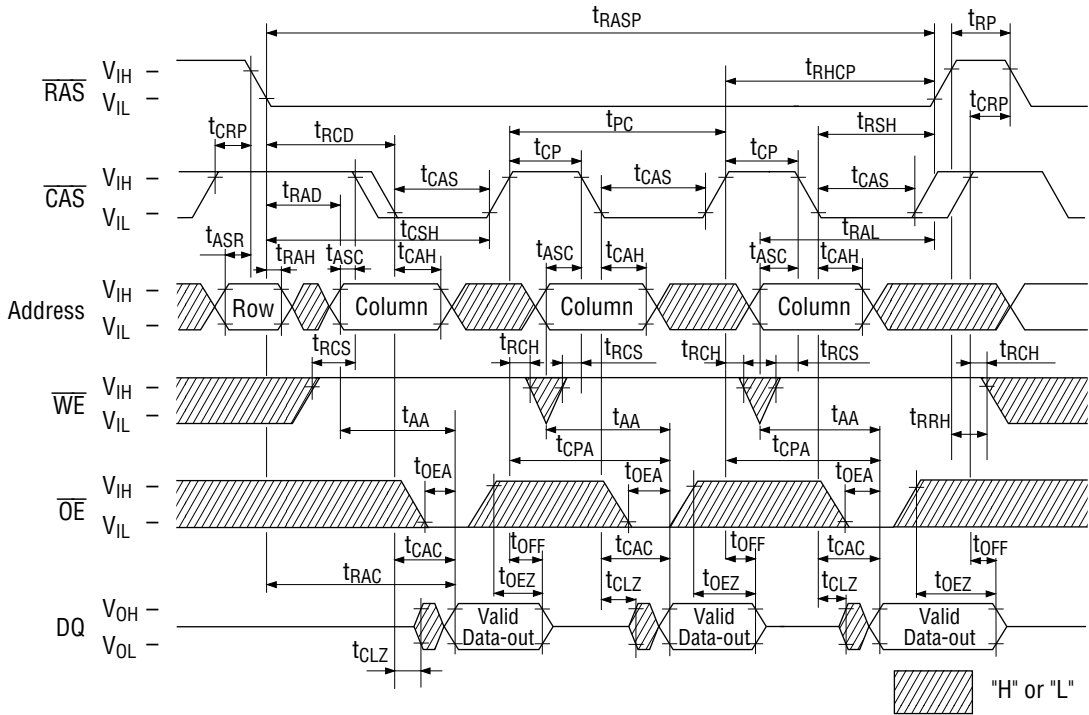 tRASP tRP
RAS VIH VIL tRHCP
tCRP tRCD tPC tRSH tCRP
CAS VIH VIL tRAD tCAS tCP tCAS tCP tCAS
tCSH tRAL
tASR tRAH tASC tCAH tASC tCAH tASC tCAH
Address VIH VIL Row Column Column Column
tRCS tRCH tRCS tRCH tRCS tRCH
WE VIH VIL
tAA tAA tAA tRRH
tCPA tCPA
tOEA tOEA tOEA
OE VIH VIL
tCAC tOFF tCAC tOFF tCAC tOFF
tRAC tOEZ tCLZ tOEZ tCLZ tOEZ
DQ VOH VOL Valid Data-out Valid Data-out Valid Data-out
tCLZ
"H" or "L"